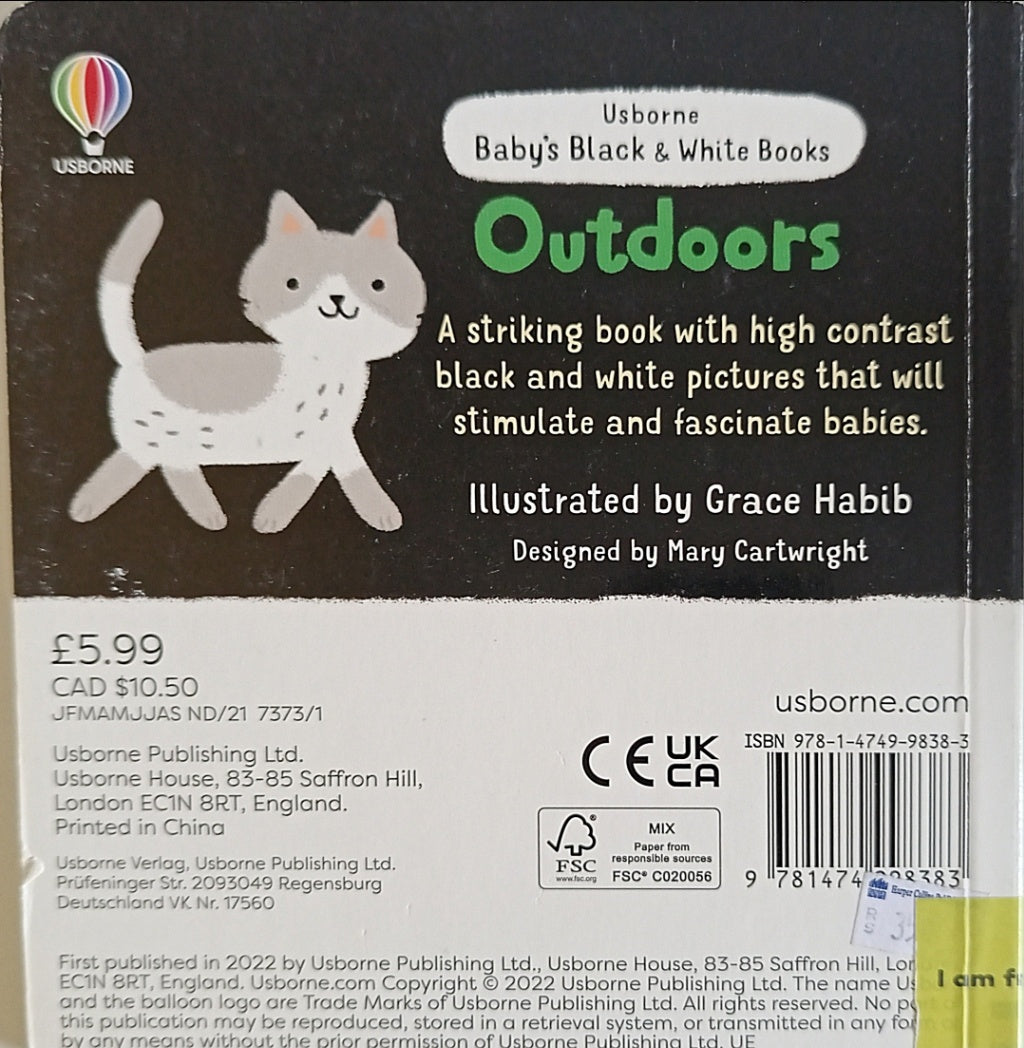 USBORNE
Usborne
Baby's Black & White Books
Outdoors
A striking book with high contrast
black and white pictures that will
stimulate and fascinate babies.
Illustrated by Grace Habib
Designed by Mary Cartwright
£5.99
CAD $10.50
JFMAMJJAS ND/21 7373/1
Usborne Publishing Ltd.
Usborne House, 83-85 Saffron Hill,
London EC1N 8RT, England.
Printed in China
Usborne Verlag, Usborne Publishing Ltd.
Prüfeninger Str. 2093049 Regensburg
Deutschland VK Nr. 17560
usborne.com
CE UK
CA
ISBN 978-1-4749-9838-3
FSC
www.fsc.org
MIX
Paper from
responsible sources
FSC® C020056
9 781474 998383
Harper Collins
RS
I am
First published in 2022 by Usborne Publishing Ltd., Usborne House, 83-85 Saffron Hill,
EC1N 8RT, England. Usborne.com Copyright © 2022 Usborne Publishing Ltd. The name
and the balloon logo are Trade Marks of Usborne Publishing Ltd. All rights reserved. No
this publication may be reproduced, stored in a retrieval system, or transmitted in any
by any means without the prior permission of Usborne Publishing Ltd. UE